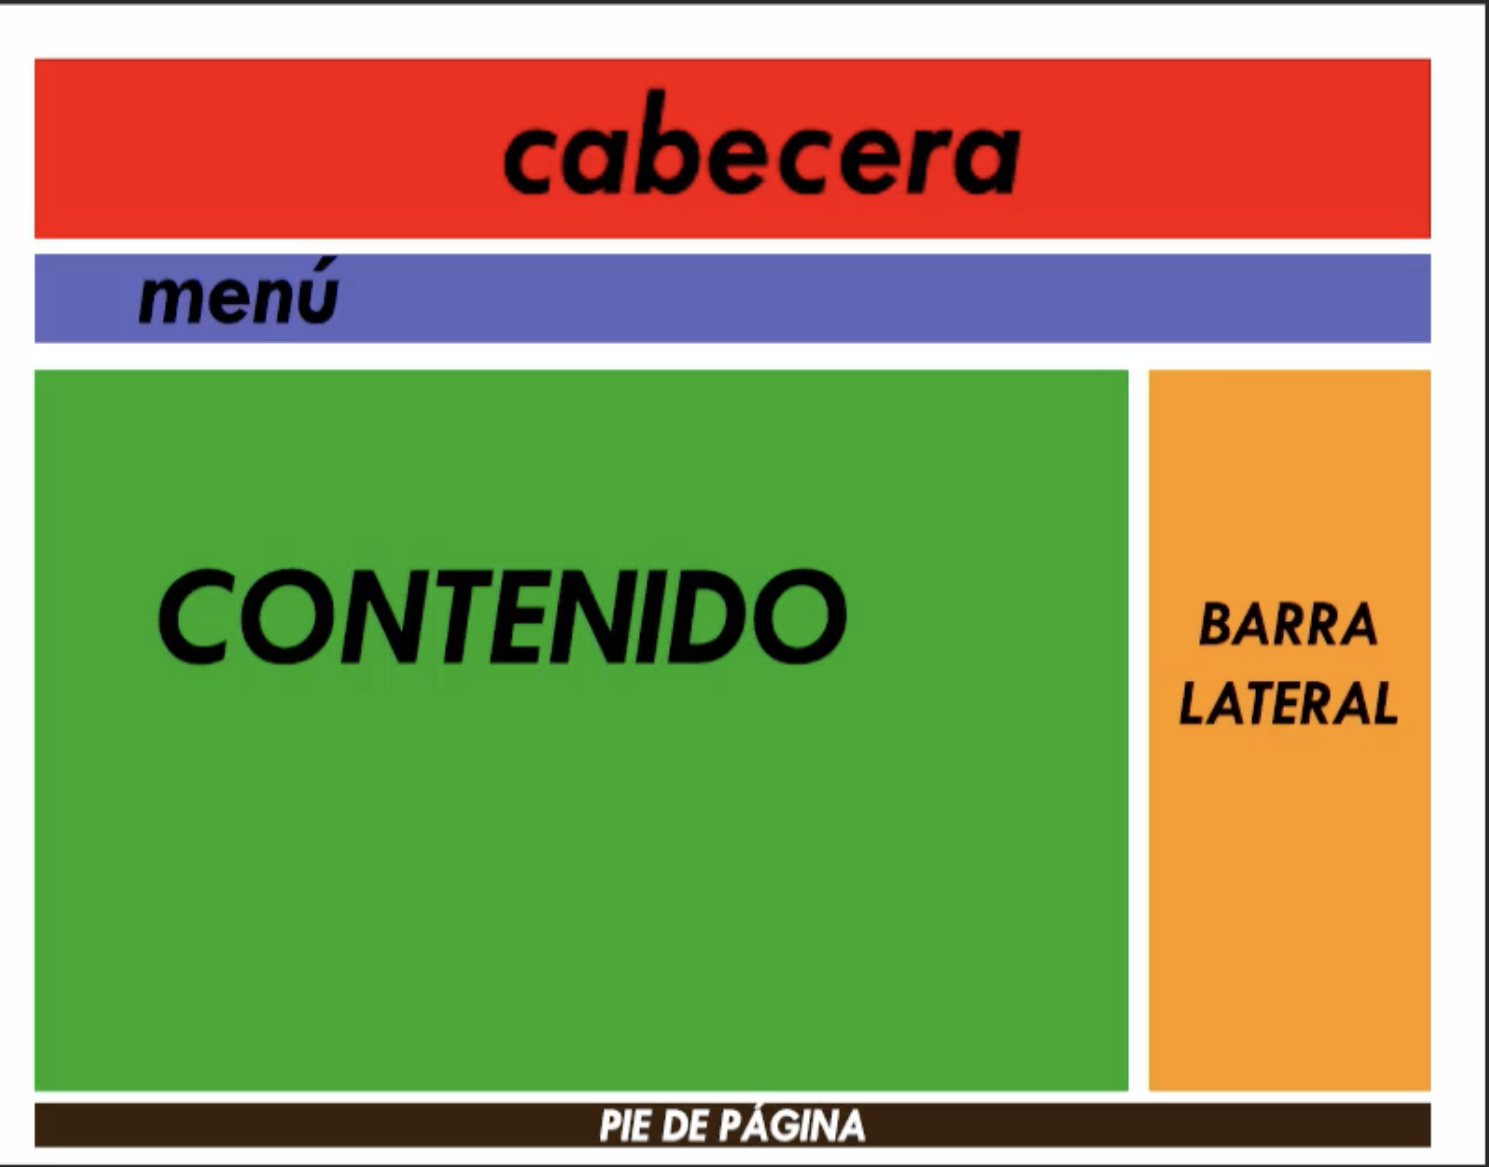 cabecera
menú
CONTENIDO
BARRA
LATERAL
PIE DE PÁGINA